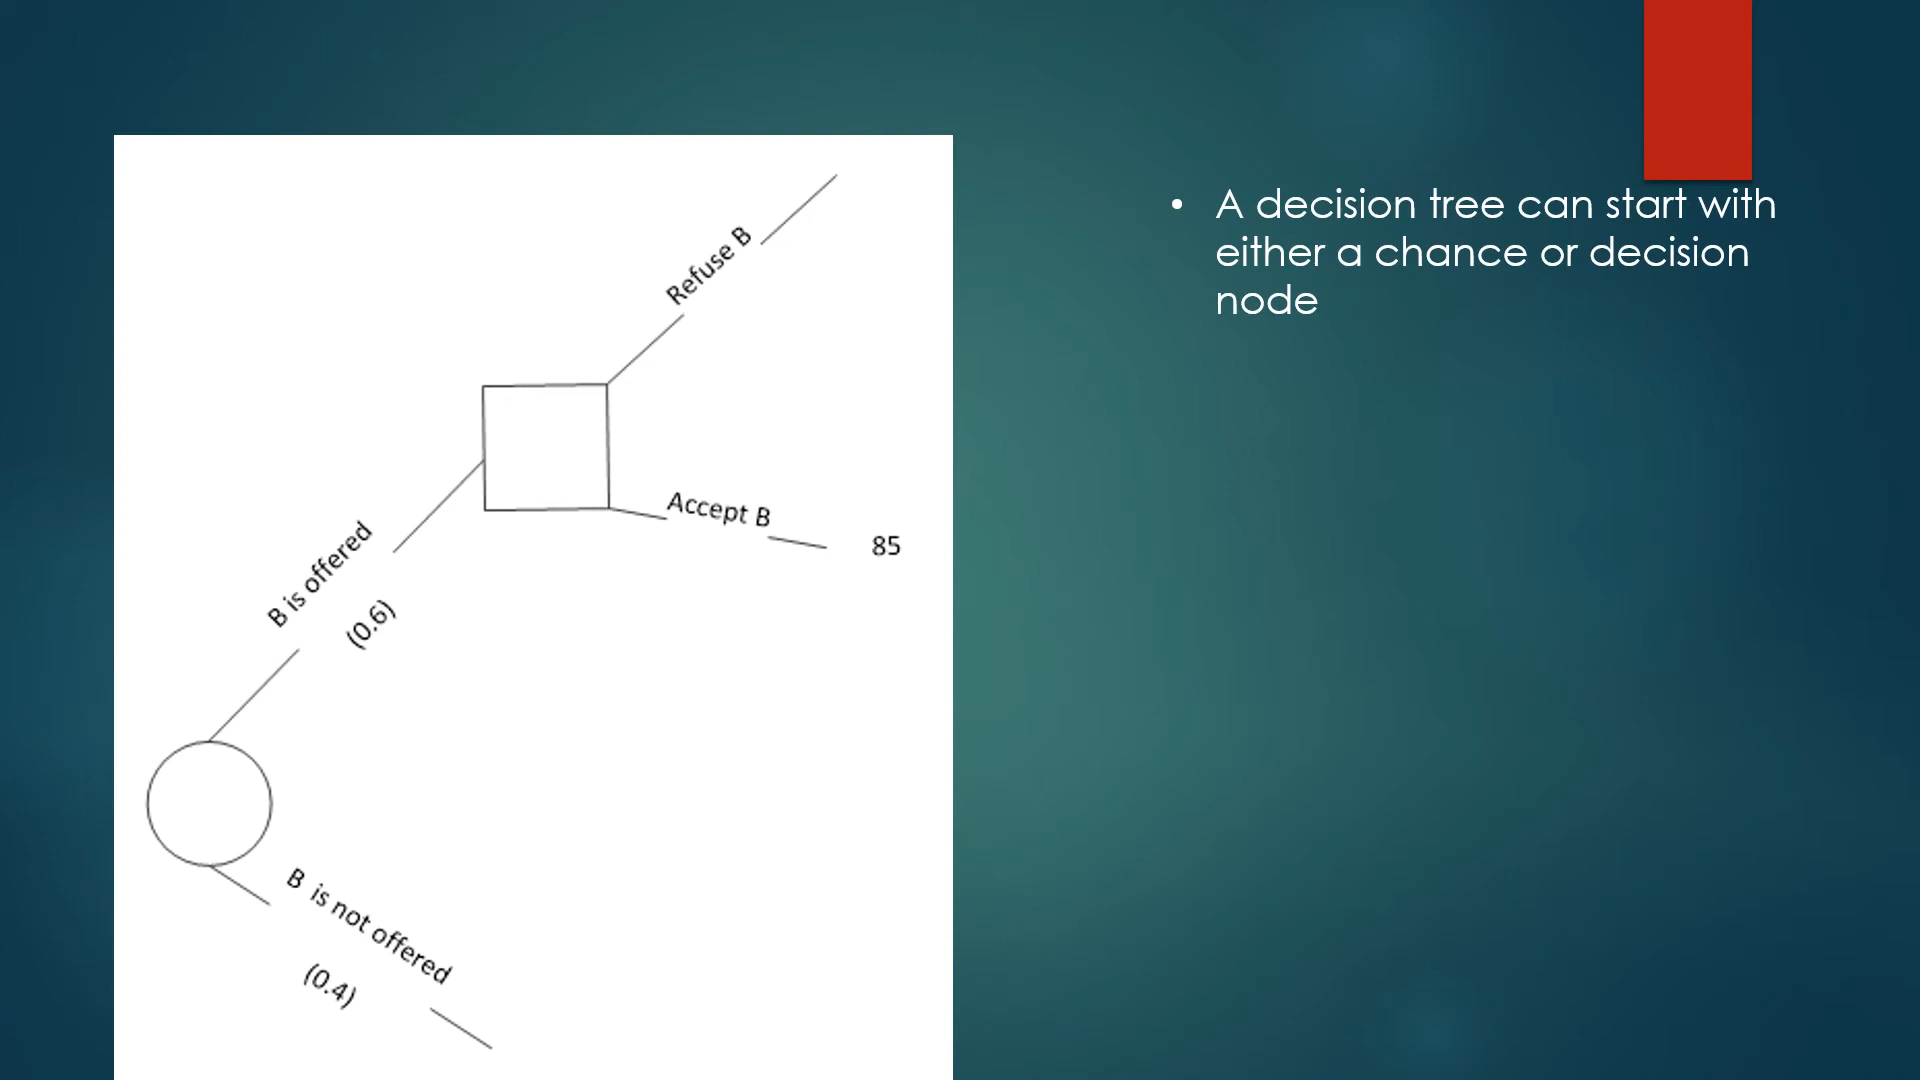 Refuse B
Accept B
85
B is offered
(0.6)
B is not offered
(0.4)
• A decision tree can start with
either a chance or decision
node